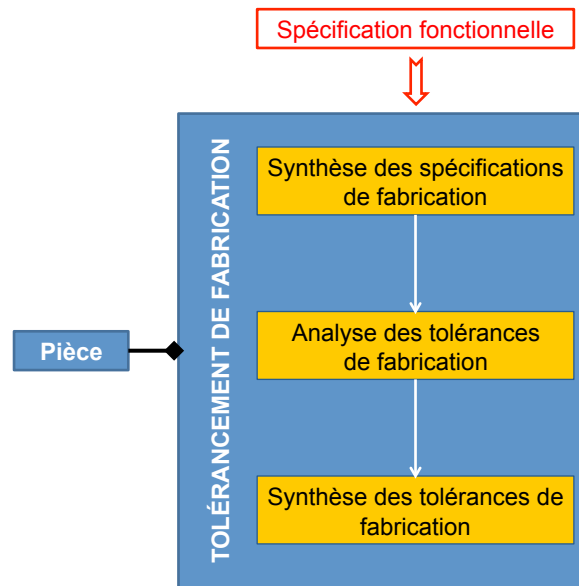 Spécification fonctionnelle
TOLÉRANCEMENT DE FABRICATION
Synthèse des spécifications
de fabrication
Pièce
Analyse des tolérances
de fabrication
Synthèse des tolérances de
fabrication